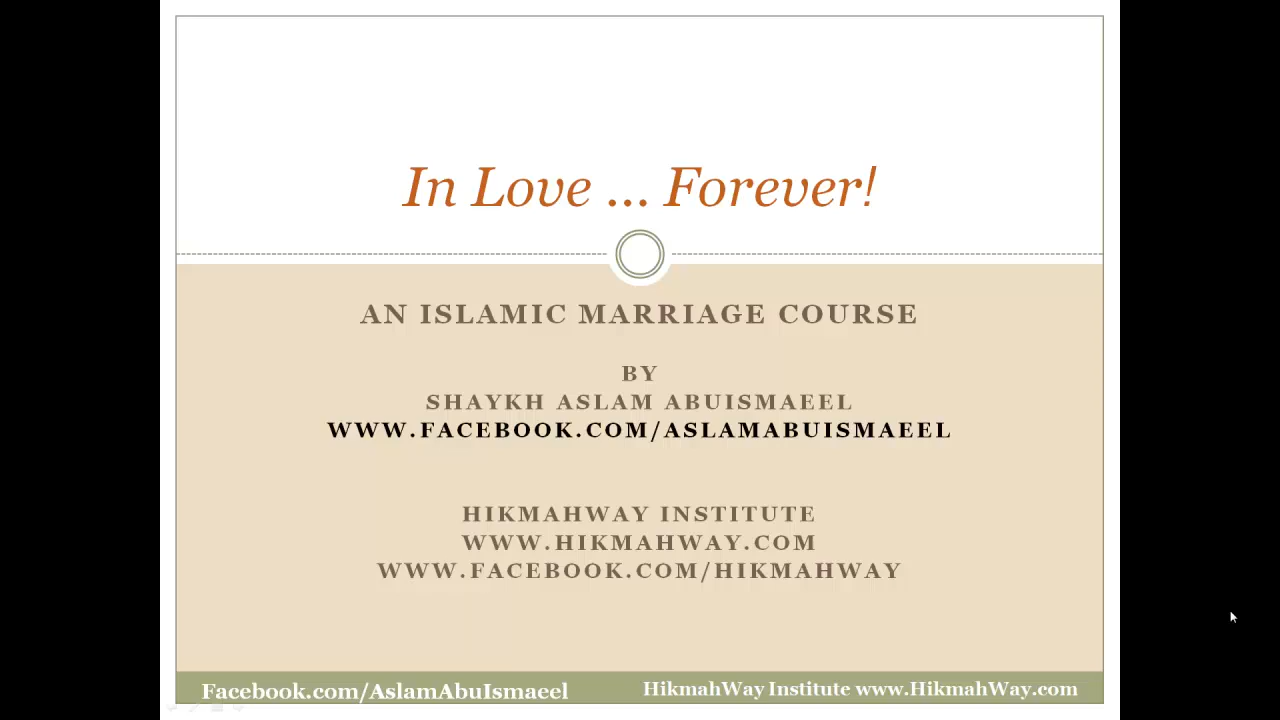 In Love ... Forever!
AN ISLAMIC MARRIAGE COURSE
BY
SHAYKH ASLAM ABUISMAEEL
WWW.FACEBOOK.COM/ASLAMABUISMAEEL
HIKMAHWAY INSTITUTE
WWW.HIKMAHWAY.COM
WWW.FACEBOOK.COM/HIKMAHWAY
Facebook.com/AslamAbuIsmaeel
HikmahWay Institute www.HikmahWay.com